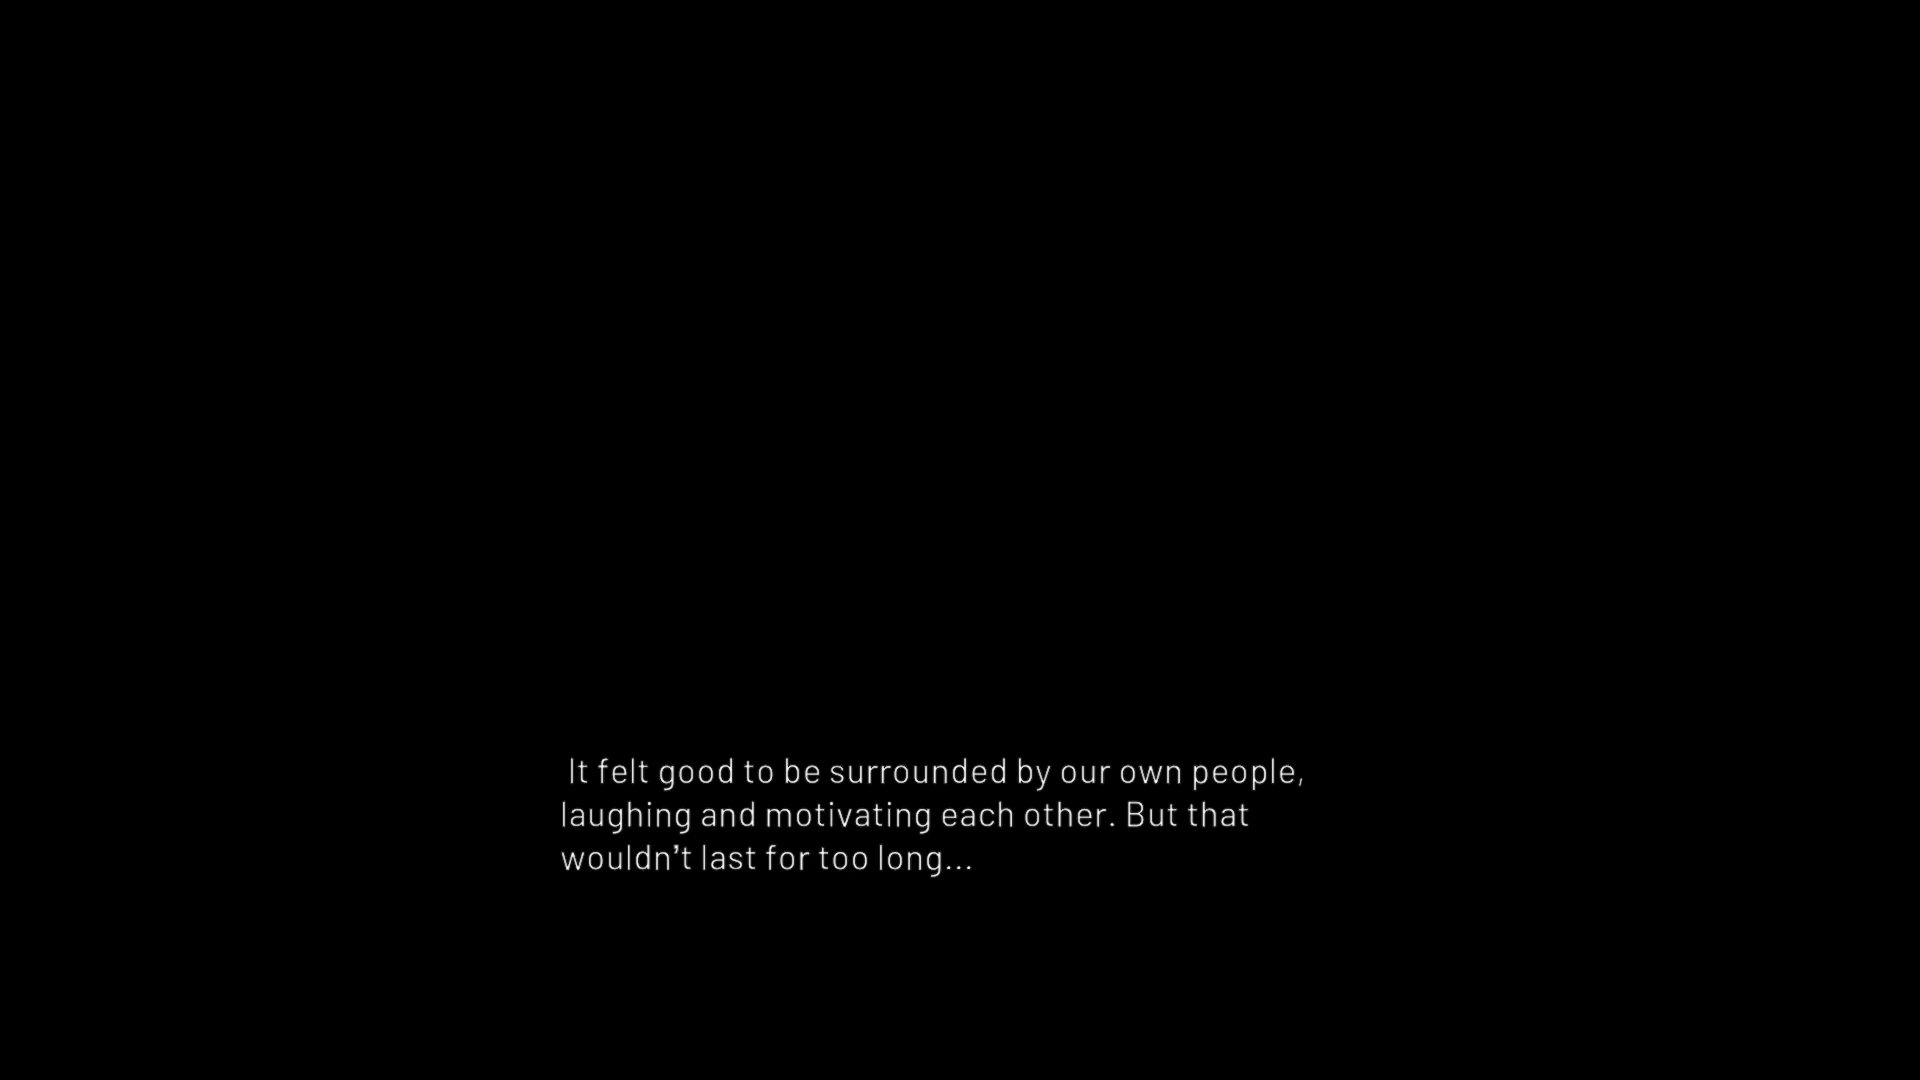 It felt good to be surrounded by our own people,
laughing and motivating each other. But that
wouldn’t last for too long...